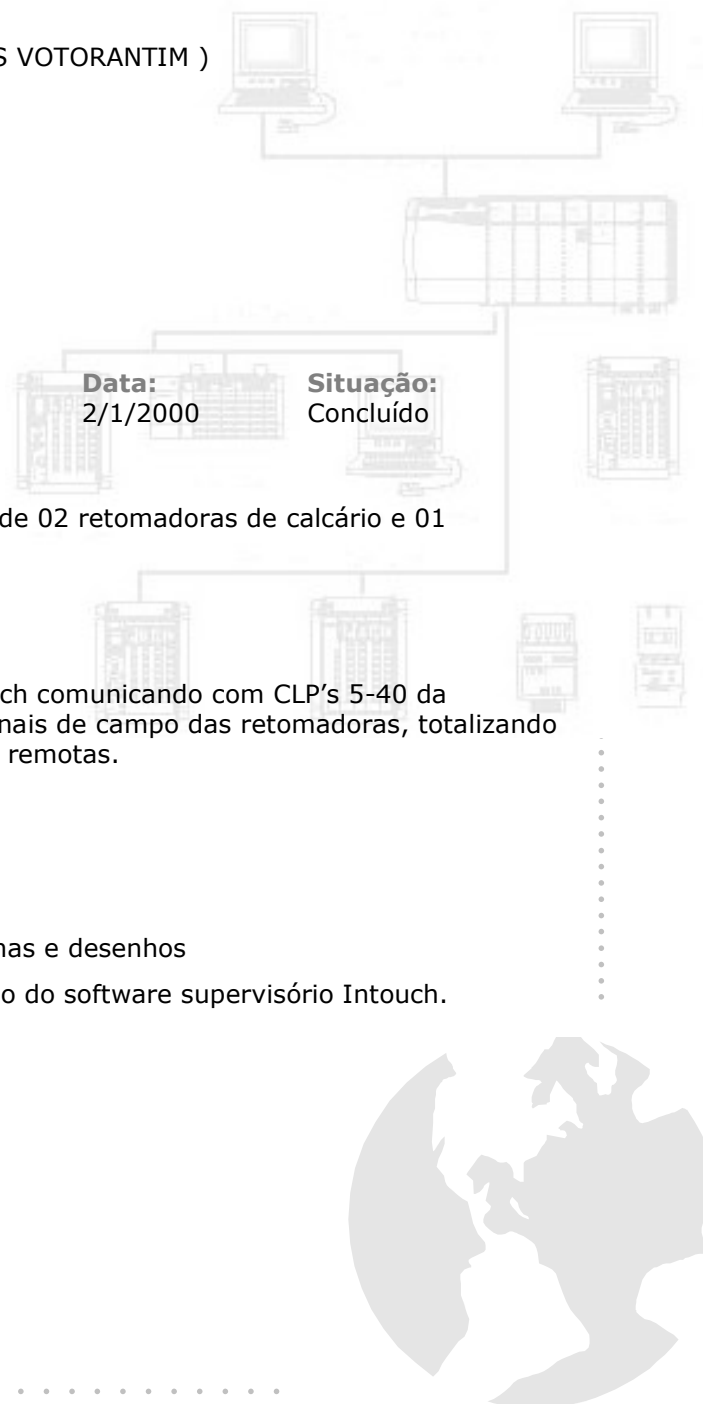 S VOTORANTIM )
Data: Situação:
2/1/2000 Concluído
de 02 retomadoras de calcário e 01
ch comunicando com CLP’s 5-40 da
nais de campo das retomadoras, totalizando
remotas.
nas e desenhos
o do software supervisório Intouch.